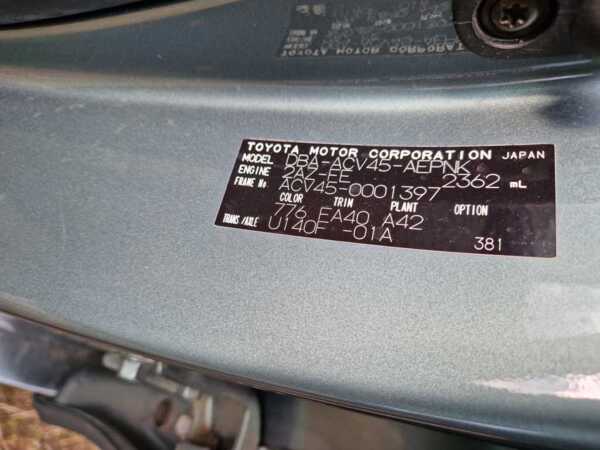 TOYOTA MOTOR CORPORATION JAPAN
MODEL DBA-ACV45-AEPNK
ENGINE 2AZ-FE 2362 mL
FRAME No ACV45-0001397
COLOR TRIM PLANT OPTION
776 EA40 A42
TRANS/AXLE U140F -01A 381